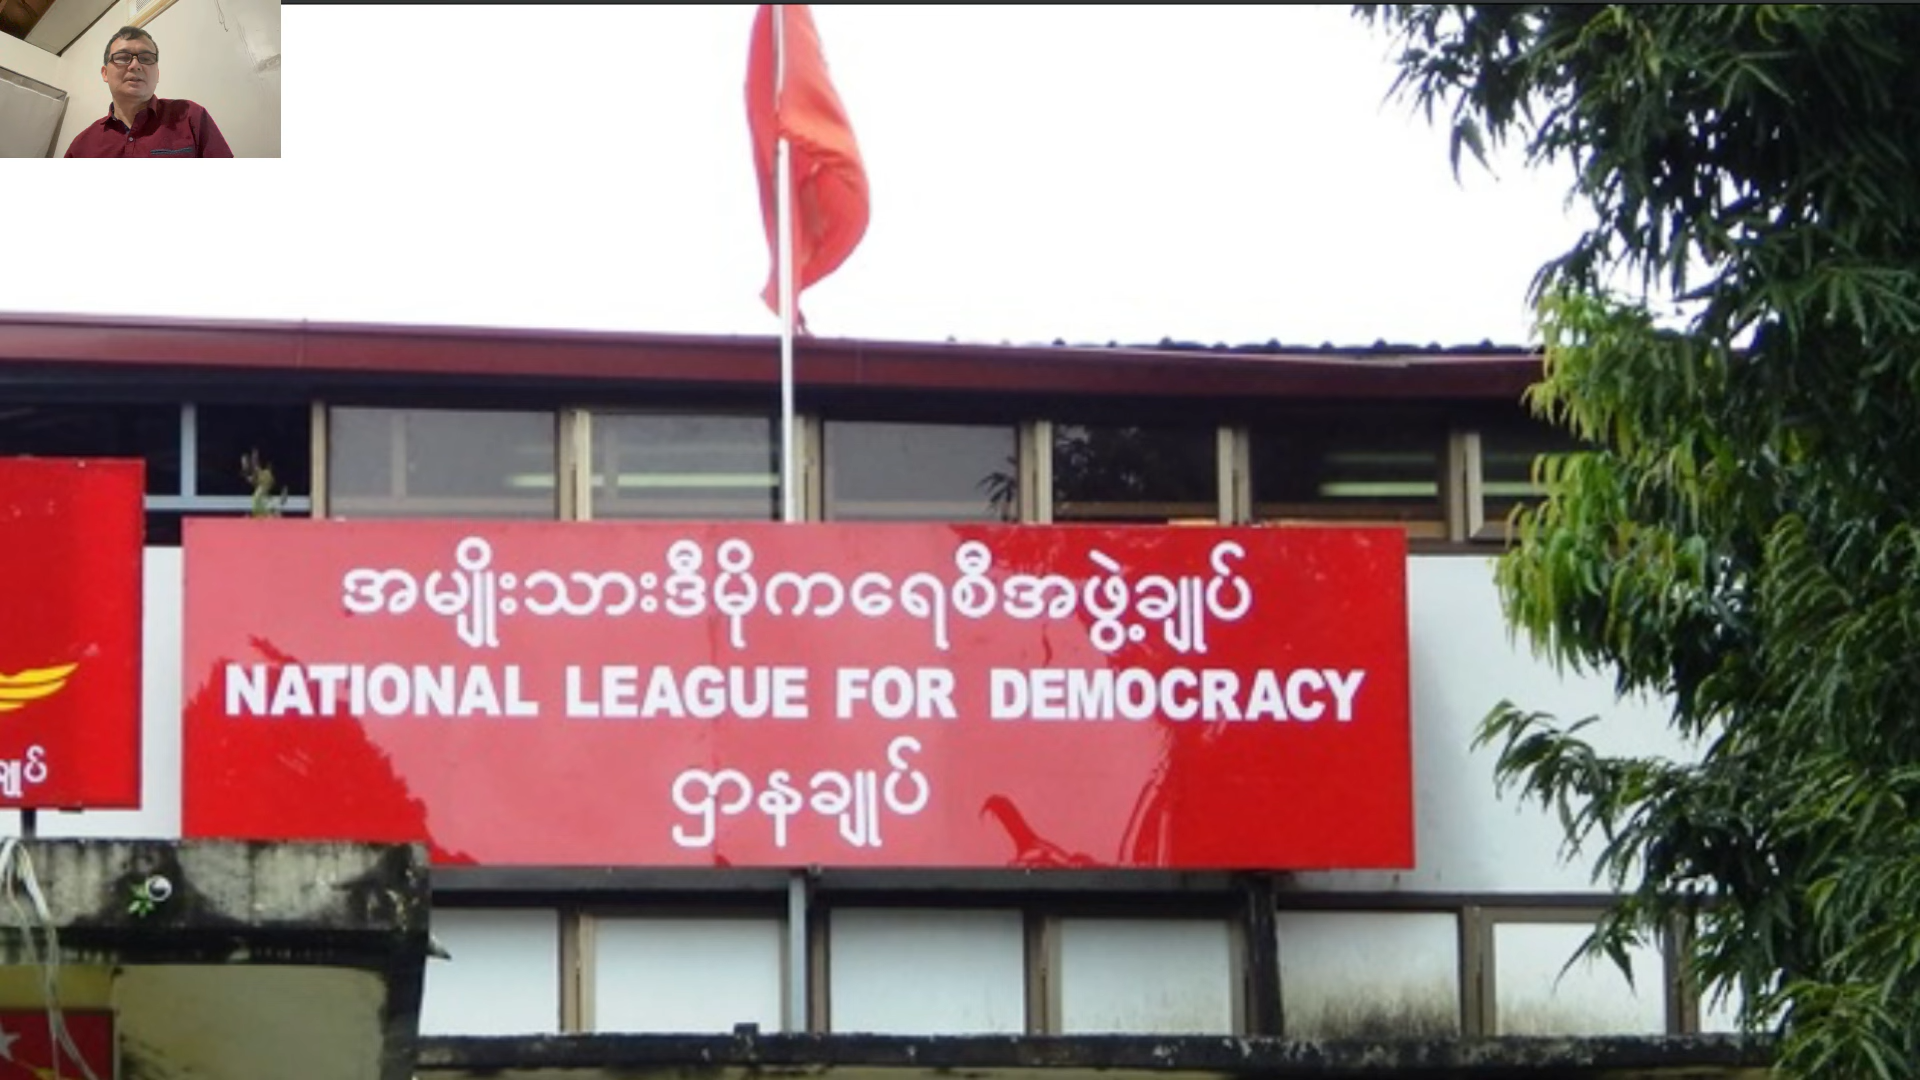 အမျိုးသားဒီမိုကရေစီအဖွဲ့ချုပ်
NATIONAL LEAGUE FOR DEMOCRACY
ဌာနချုပ်